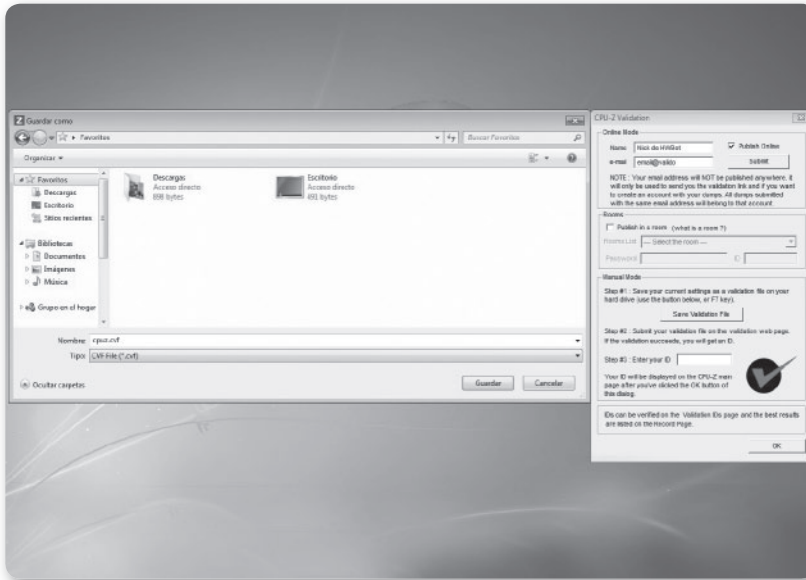 Guardar como
Favoritos
Buscar Favoritos
Organizar
Favoritos
Descargas
Escritorio
Sitios recientes
Bibliotecas
Documentos
Imágenes
Música
Grupo en el hogar
Descargas
Acceso directo
898 bytes
Escritorio
Acceso directo
691 bytes
Nombre: cpuz.cvf
Tipo: CVF File (*.cvf)
Ocultar carpetas
Guardar
Cancelar
CPU-Z Validation
Online Mode
Name
Nick do HWBot
Publish Online
e-mail
email@valido
Submit
NOTE : Your email address will NOT be published anywhere. It
will only be used to send you the validation link and if you want
to create an account with your dumps. All dumps submitted
with the same email address will belong to that account.
Rooms
Publish in a room (what is a room ?)
Rooms List
— Select the room —
Password
ID
Manual Mode
Step #1 : Save your current settings as a validation file on your
hard drive (use the button below, or F7 key).
Save Validation File
Step #2 : Submit your validation file on the validation web page.
If the validation succeeds, you will get an ID.
Step #3 : Enter your ID
Your ID will be displayed on the CPU-Z main
page after you've clicked the OK button of
this dialog.
IDs can be verified on the Validation IDs page and the best results
are listed on the Record Page.
OK